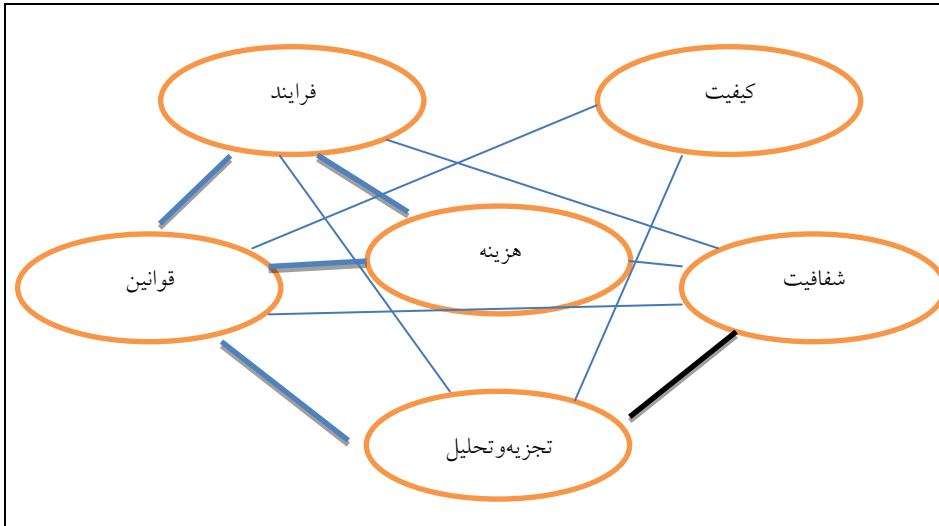 کیفیت
فرایند
هزینه
شفافیت
قوانین
تجزیه‌وتحلیل